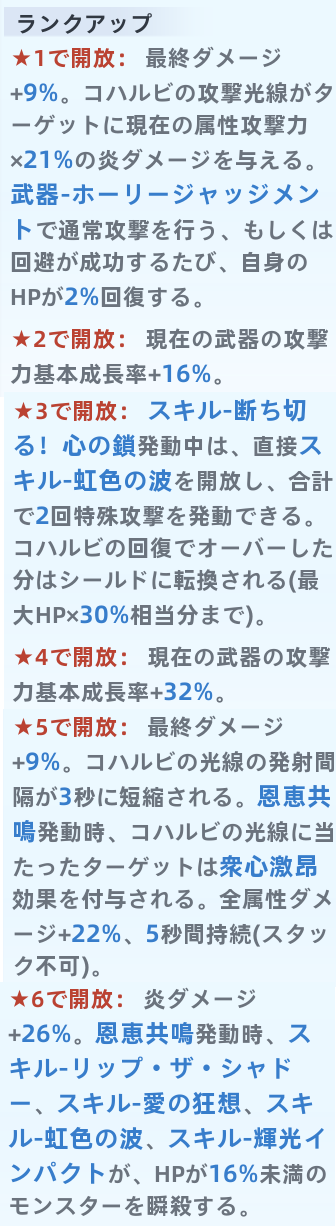 ランクアップ
★1で開放： 最終ダメージ
+9%。コハルビの攻撃光線がタ
ーゲットに現在の属性攻撃力
×21%の炎ダメージを与える。
武器-ホーリージャッジメン
トで通常攻撃を行う、もしくは
回避が成功するたび、自身の
HPが2%回復する。
★2で開放： 現在の武器の攻撃
力基本成長率+16%。
★3で開放： スキル-断ち切
る！心の鎖発動中は、直接ス
キル-虹色の波を開放し、合計
で2回特殊攻撃を発動できる。
コハルビの回復でオーバーした
分はシールドに転換される(最
大HP×30%相当分まで)。
★4で開放： 現在の武器の攻撃
力基本成長率+32%。
★5で開放： 最終ダメージ
+9%。コハルビの光線の発射間
隔が3秒に短縮される。恩恵共
鳴発動時、コハルビの光線に当
たったターゲットは衆心激昂
効果を付与される。全属性ダメ
ージ+22%、5秒間持続(スタッ
ク不可)。
★6で開放： 炎ダメージ
+26%。恩恵共鳴発動時、ス
キル-リップ・ザ・シャド
ー、スキル-愛の狂想、スキ
ル-虹色の波、スキル-輝光イ
ンパクトが、HPが16%未満の
モンスターを瞬殺する。